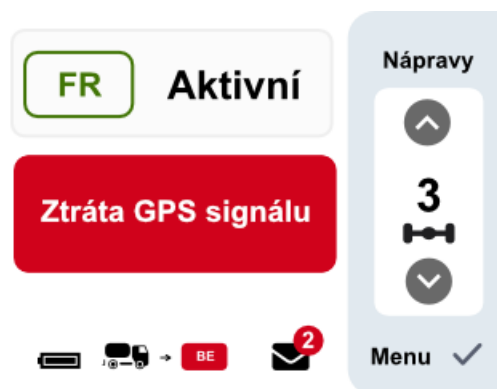 FR Aktivní
Ztráta GPS signálu
BE
2
Nápravy
3
Menu